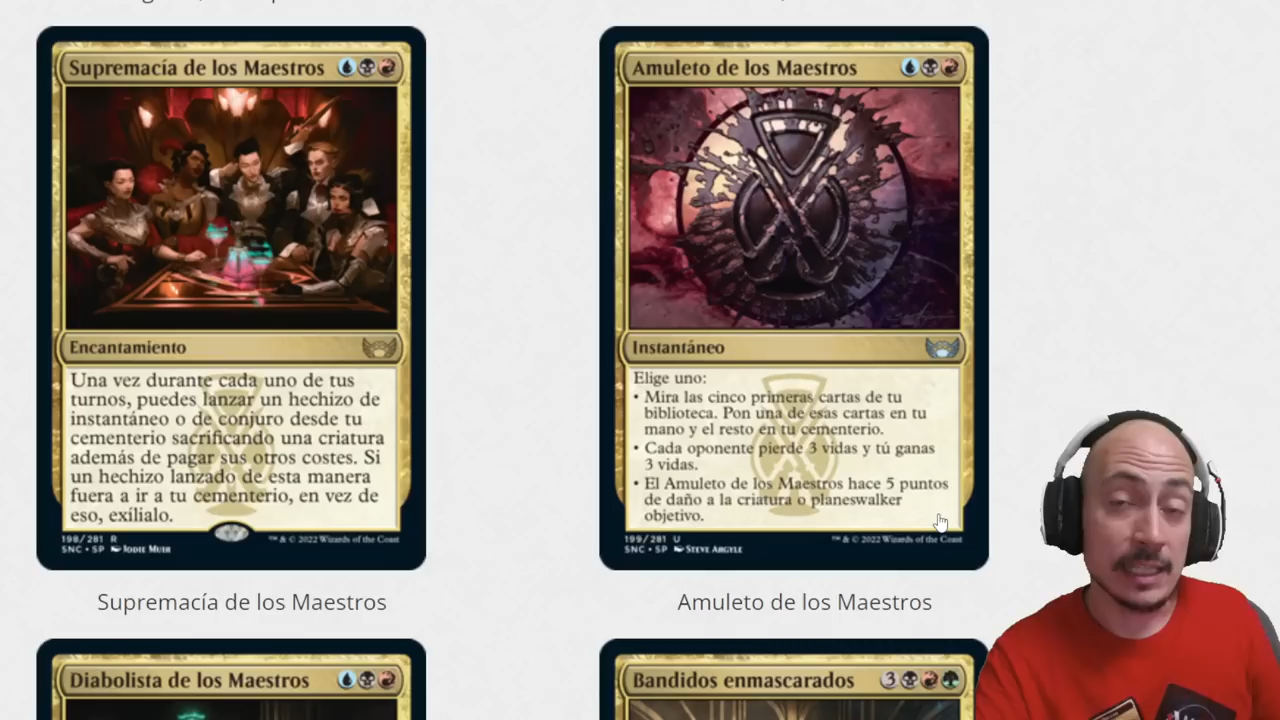 Supremacía de los Maestros
Encantamiento
Una vez durante cada uno de tus
turnos, puedes lanzar un hechizo de
instantáneo o de conjuro desde tu
cementerio sacrificando una criatura
además de pagar sus otros costes. Si
un hechizo lanzado de esta manera
fuera a ir a tu cementerio, en vez de
eso, exílialo.
198/281 R
SNC • SP Jodie Muir
™ & © 2022 Wizards of the Coast
Supremacía de los Maestros
Amuleto de los Maestros
Instantáneo
Elige uno:
• Mira las cinco primeras cartas de tu
biblioteca. Pon una de esas cartas en tu
mano y el resto en tu cementerio.
• Cada oponente pierde 3 vidas y tú ganas
3 vidas.
• El Amuleto de los Maestros hace 5 puntos
de daño a la criatura o planeswalker
objetivo.
199/281 U
SNC • SP Steve Argyle
™ & © 2022 Wizards of the Coast
Amuleto de los Maestros
Diabolista de los Maestros
Bandidos enmascarados 3